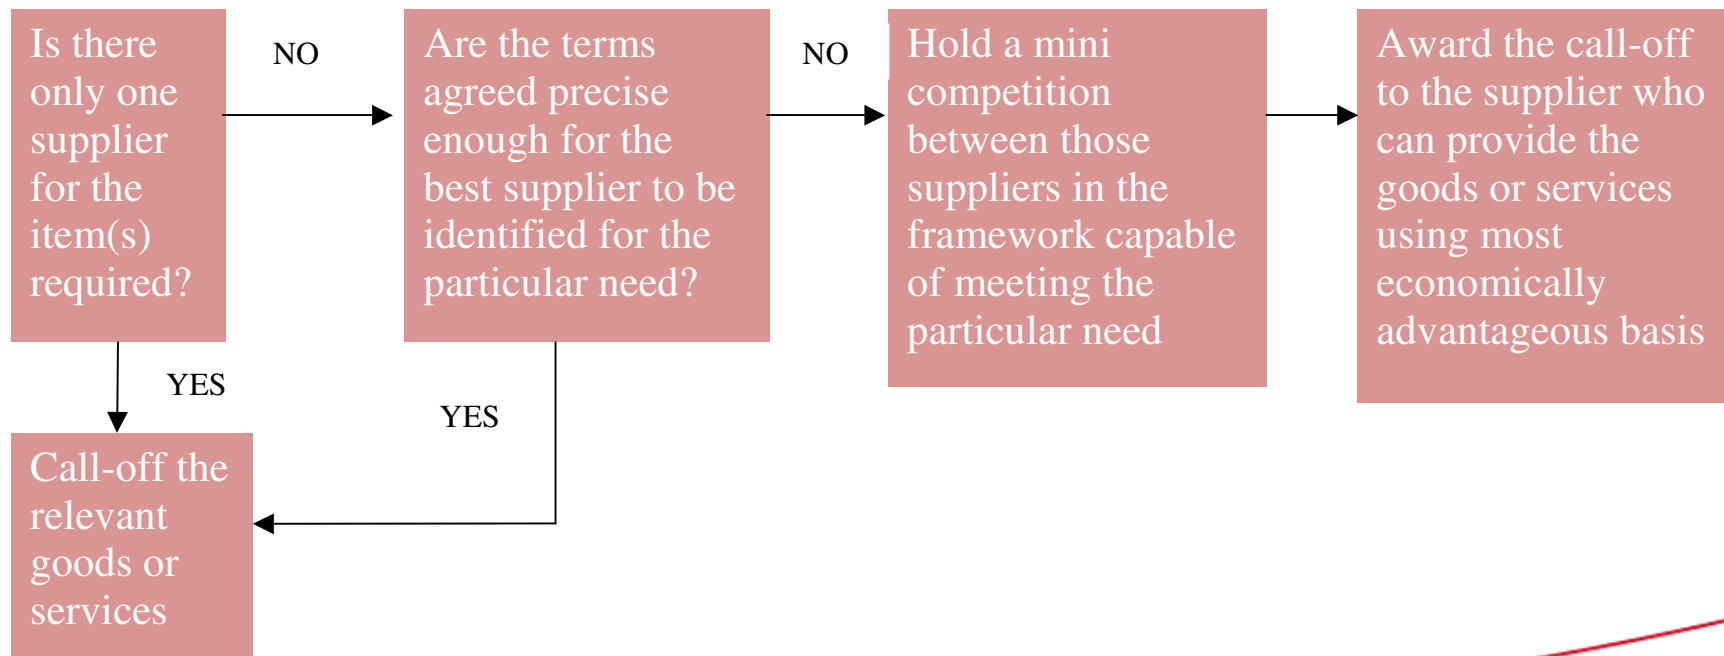 Is there
only one
supplier
for the
item(s)
required?
NO
Are the terms
agreed precise
enough for the
best supplier to be
identified for the
particular need?
NO
Hold a mini
competition
between those
suppliers in the
framework capable
of meeting the
particular need
Award the call-off
to the supplier who
can provide the
goods or services
using most
economically
advantageous basis
YES
YES
Call-off the
relevant
goods or
services